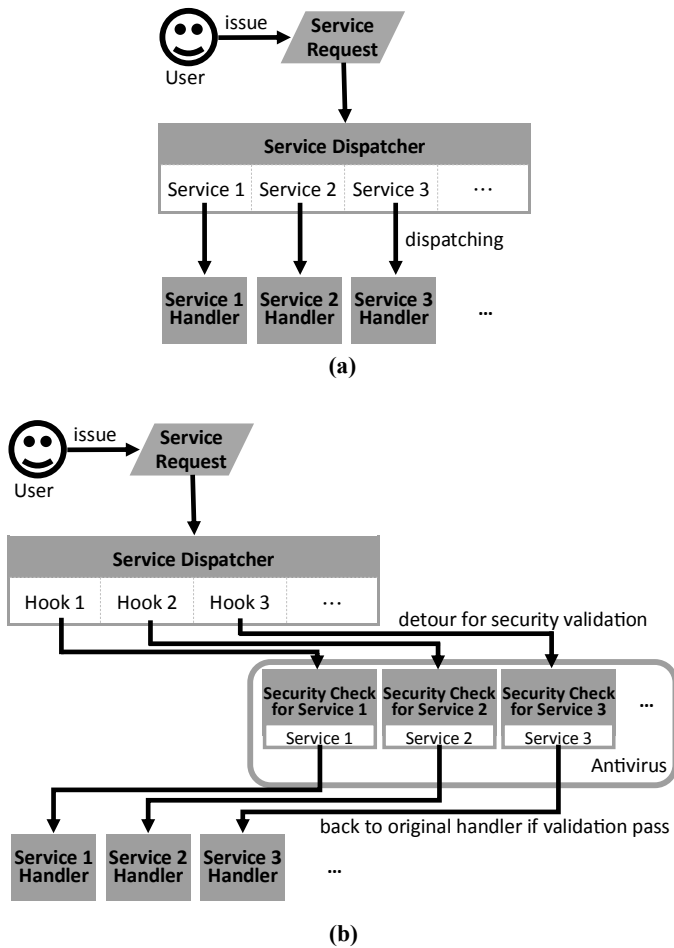 issue
Service
Request
User
Service Dispatcher
Service 1 Service 2 Service 3 ...
dispatching
Service 1 Service 2 Service 3
Handler Handler Handler ...
(a)
issue
Service
Request
User
Service Dispatcher
Hook 1 Hook 2 Hook 3 ...
detour for security validation
Security Check Security Check Security Check
for Service 1 for Service 2 for Service 3 ...
Service 1 Service 2 Service 3
Antivirus
back to original handler if validation pass
Service 1 Service 2 Service 3
Handler Handler Handler ...
(b)